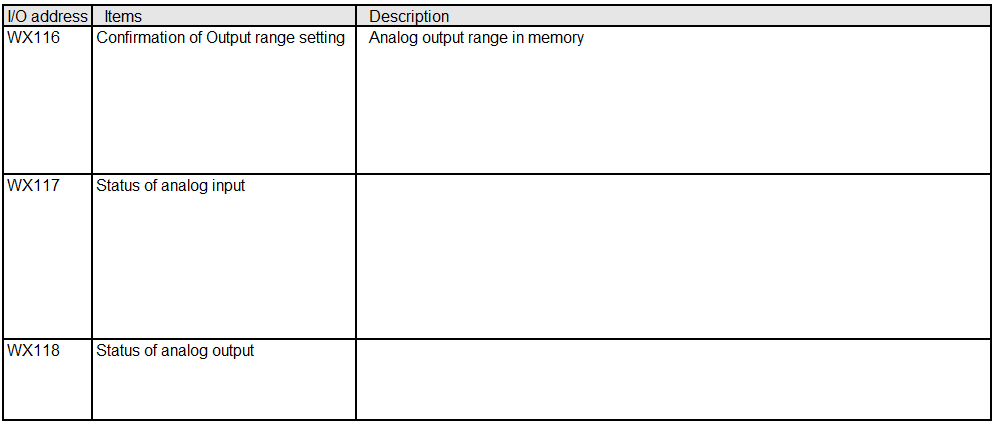 I/O address Items Description
WX116 Confirmation of Output range setting Analog output range in memory
WX117 Status of analog input
WX118 Status of analog output